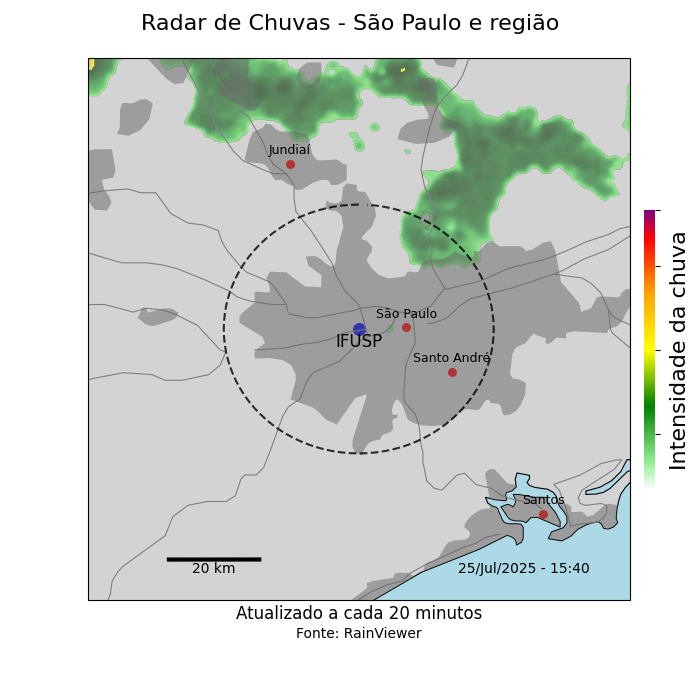 Radar de Chuvas - São Paulo e região
Jundiaí
São Paulo
IFUSP
Santo André
Santos
20 km
25/Jul/2025 - 15:40
Intensidade da chuva
Atualizado a cada 20 minutos
Fonte: RainViewer